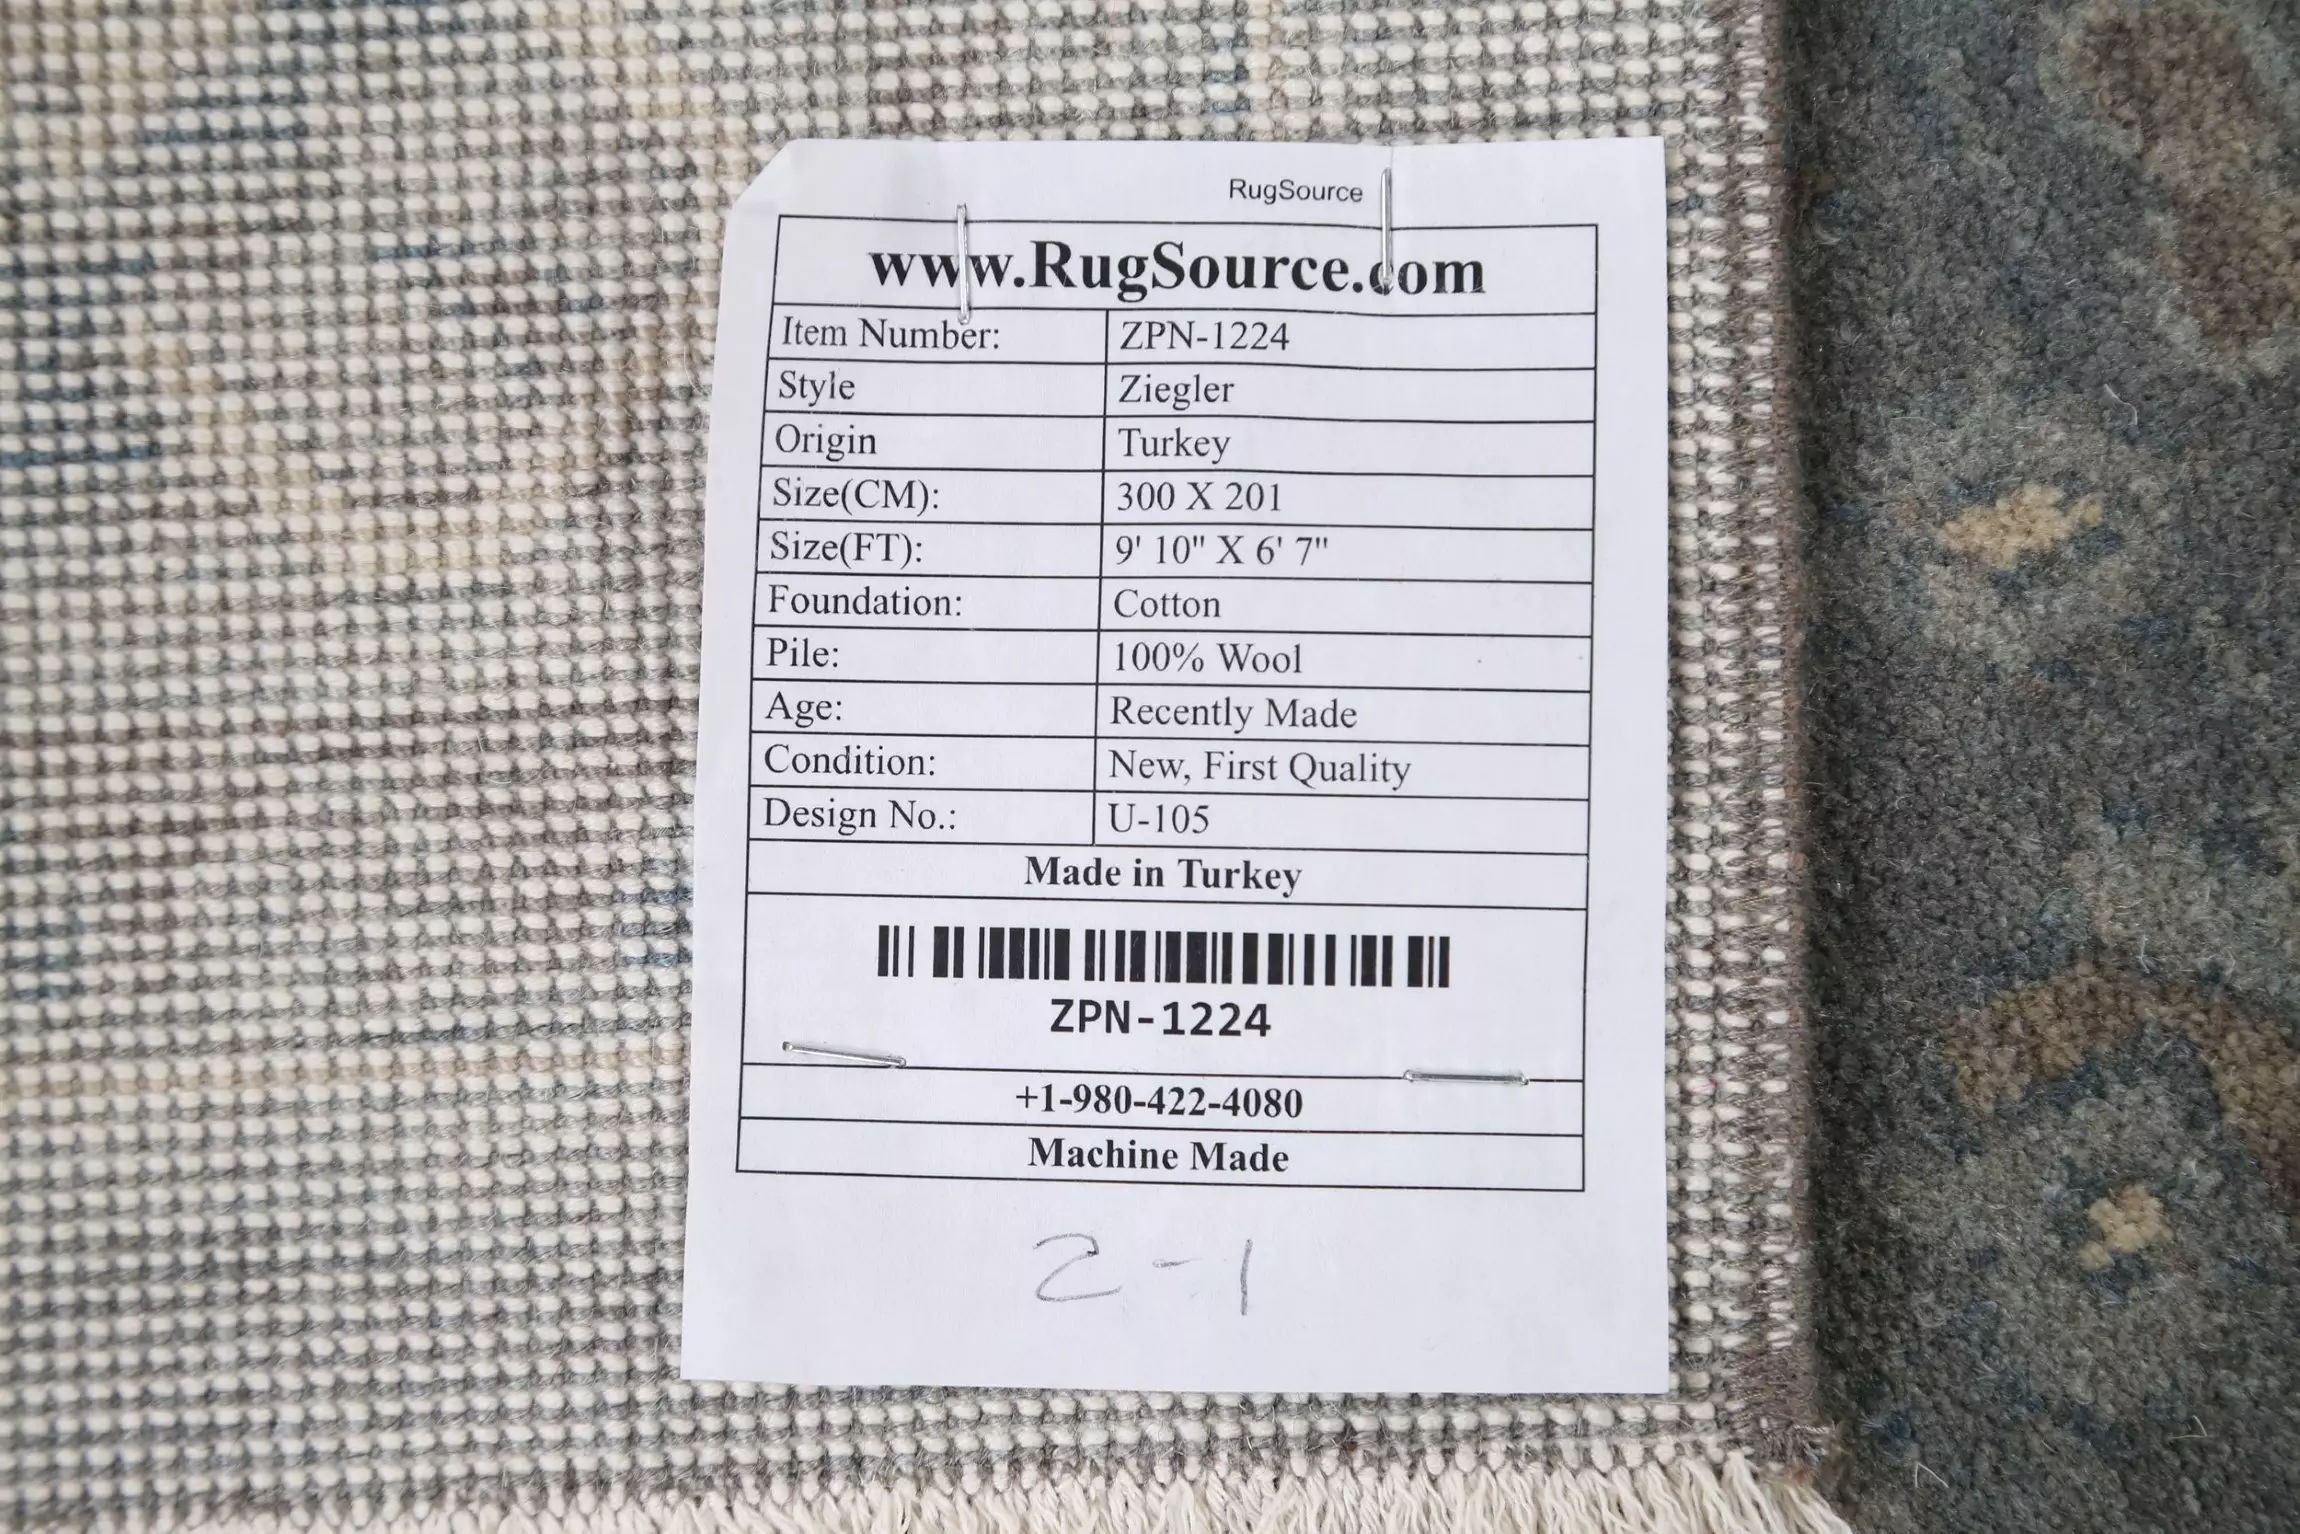 RugSource
www.RugSource.com
Item Number: ZPN-1224
Style Ziegler
Origin Turkey
Size(CM): 300 X 201
Size(FT): 9' 10" X 6' 7"
Foundation: Cotton
Pile: 100% Wool
Age: Recently Made
Condition: New, First Quality
Design No.: U-105
Made in Turkey
ZPN-1224
+1-980-422-4080
Machine Made
2-1